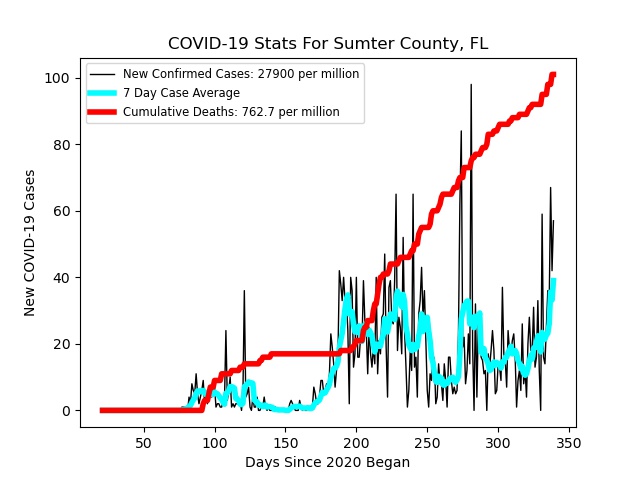 COVID-19 Stats For Sumter County, FL
New Confirmed Cases: 27900 per million
7 Day Case Average
Cumulative Deaths: 762.7 per million
New COVID-19 Cases
100
80
60
40
20
0
50 100 150 200 250 300 350
Days Since 2020 Began